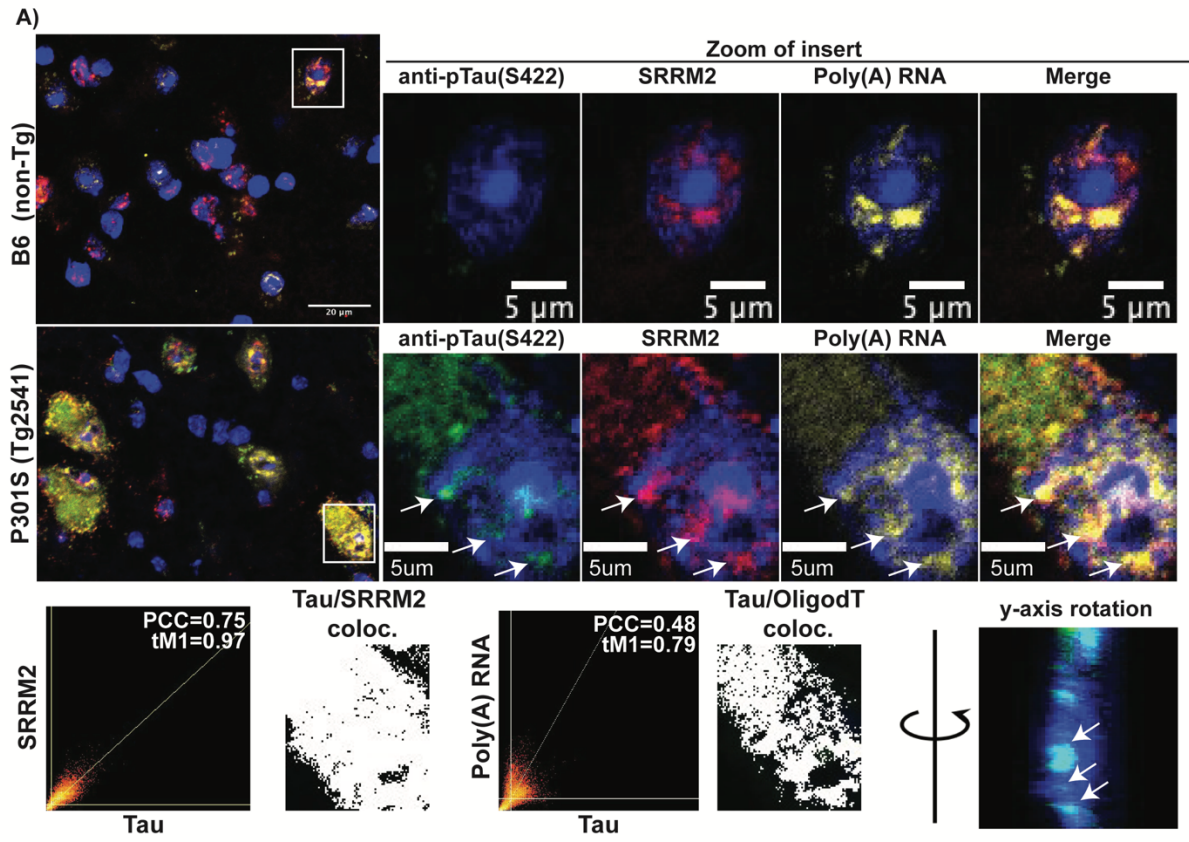 A)
Zoom of insert
anti-pTau(S422) SRRM2 Poly(A) RNA Merge
B6 (non-Tg)
20 µm
5 µm 5 µm 5 µm 5 µm
anti-pTau(S422) SRRM2 Poly(A) RNA Merge
P301S (Tg2541)
5um 5um 5um 5um
Tau/SRRM2
coloc.
Tau/OligodT
coloc.
y-axis rotation
PCC=0.75
tM1=0.97
PCC=0.48
tM1=0.79
SRRM2
Poly(A) RNA
Tau
Tau